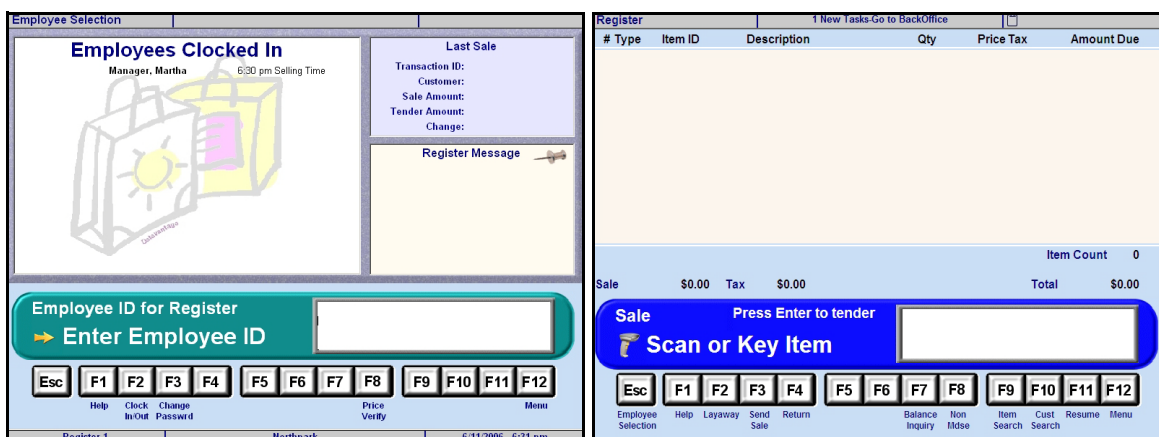 Employee Selection
Employees Clocked In
Manager, Martha 6:30 pm Selling Time
Datavantage
Last Sale
Transaction ID:
Customer:
Sale Amount:
Tender Amount:
Change:
Register Message
Employee ID for Register
Enter Employee ID
Esc F1 F2 F3 F4 F5 F6 F7 F8 F9 F10 F11 F12
Help Clock Change Price Menu
In/Out Passwrd Verify
Register 1 Northpark 6/11/2006 6:31 pm
Register 1 New Tasks-Go to BackOffice
# Type Item ID Description Qty Price Tax Amount Due
Item Count 0
Sale $0.00 Tax $0.00 Total $0.00
Sale Press Enter to tender
Scan or Key Item
Esc F1 F2 F3 F4 F5 F6 F7 F8 F9 F10 F11 F12
Employee Help Layaway Send Return Balance Non Item Cust Resume Menu
Selection Sale Inquiry Mdse Search Search